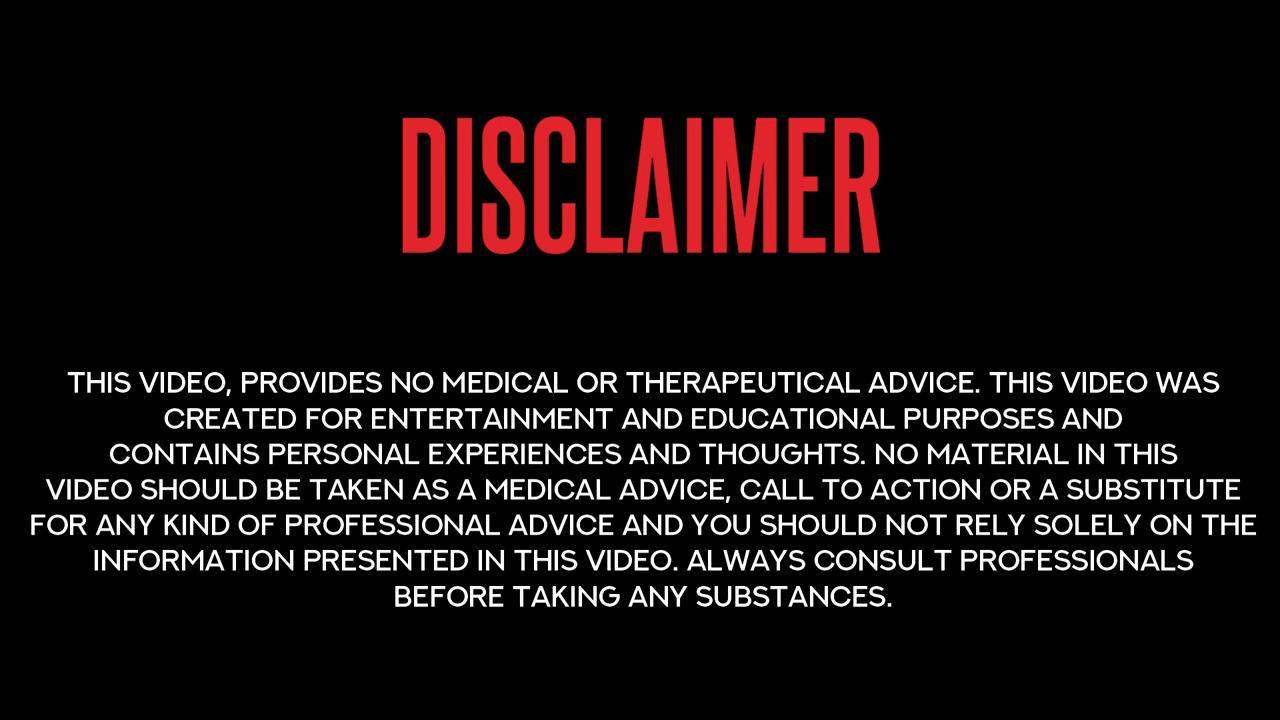 DISCLAIMER
THIS VIDEO, PROVIDES NO MEDICAL OR THERAPEUTICAL ADVICE. THIS VIDEO WAS
CREATED FOR ENTERTAINMENT AND EDUCATIONAL PURPOSES AND
CONTAINS PERSONAL EXPERIENCES AND THOUGHTS. NO MATERIAL IN THIS
VIDEO SHOULD BE TAKEN AS A MEDICAL ADVICE, CALL TO ACTION OR A SUBSTITUTE
FOR ANY KIND OF PROFESSIONAL ADVICE AND YOU SHOULD NOT RELY SOLELY ON THE
INFORMATION PRESENTED IN THIS VIDEO. ALWAYS CONSULT PROFESSIONALS
BEFORE TAKING ANY SUBSTANCES.